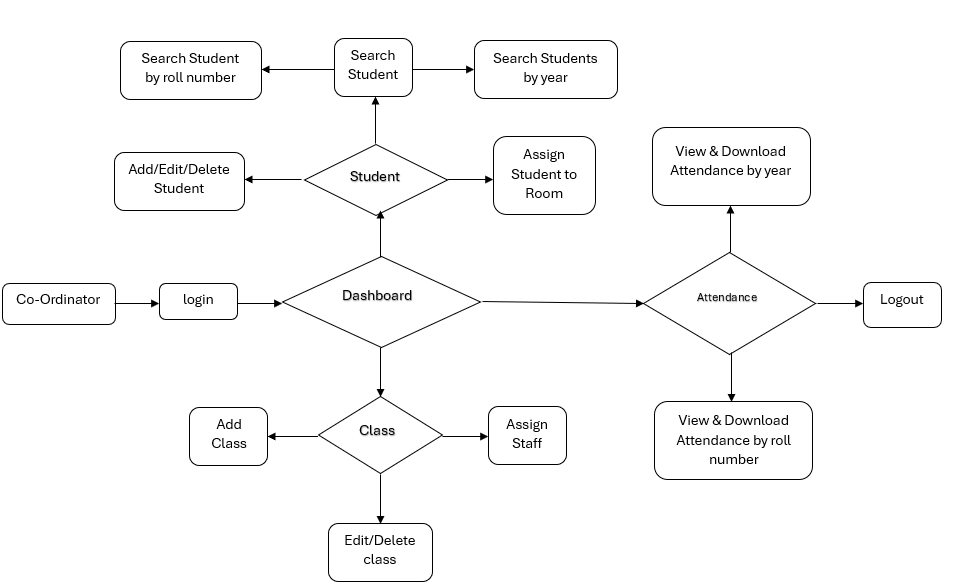 Search Student
by roll number
Search
Student
Search Students
by year
Add/Edit/Delete
Student
Student
Assign
Student to
Room
View & Download
Attendance by year
Co-Ordinator
login
Dashboard
Attendance
Logout
Add
Class
Class
Assign
Staff
View & Download
Attendance by roll
number
Edit/Delete
class